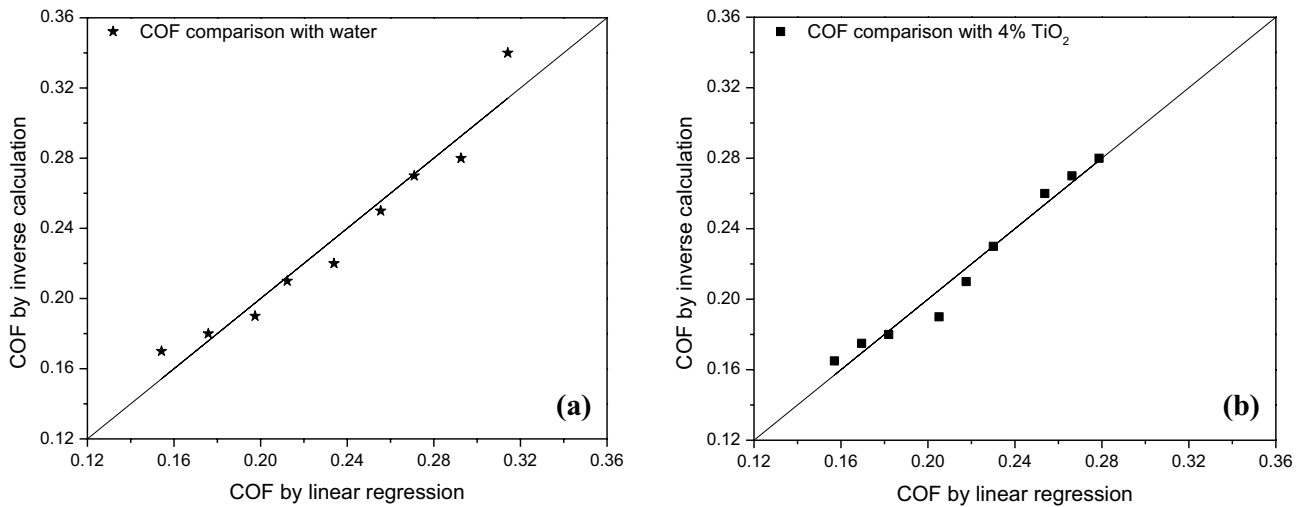 COF comparison with water
COF by inverse calculation
0.36
0.32
0.28
0.24
0.20
0.16
0.12
0.12 0.16 0.20 0.24 0.28 0.32 0.36
COF by linear regression
(a)
COF comparison with 4% TiO₂
COF by inverse calculation
0.36
0.32
0.28
0.24
0.20
0.16
0.12
0.12 0.16 0.20 0.24 0.28 0.32 0.36
COF by linear regression
(b)